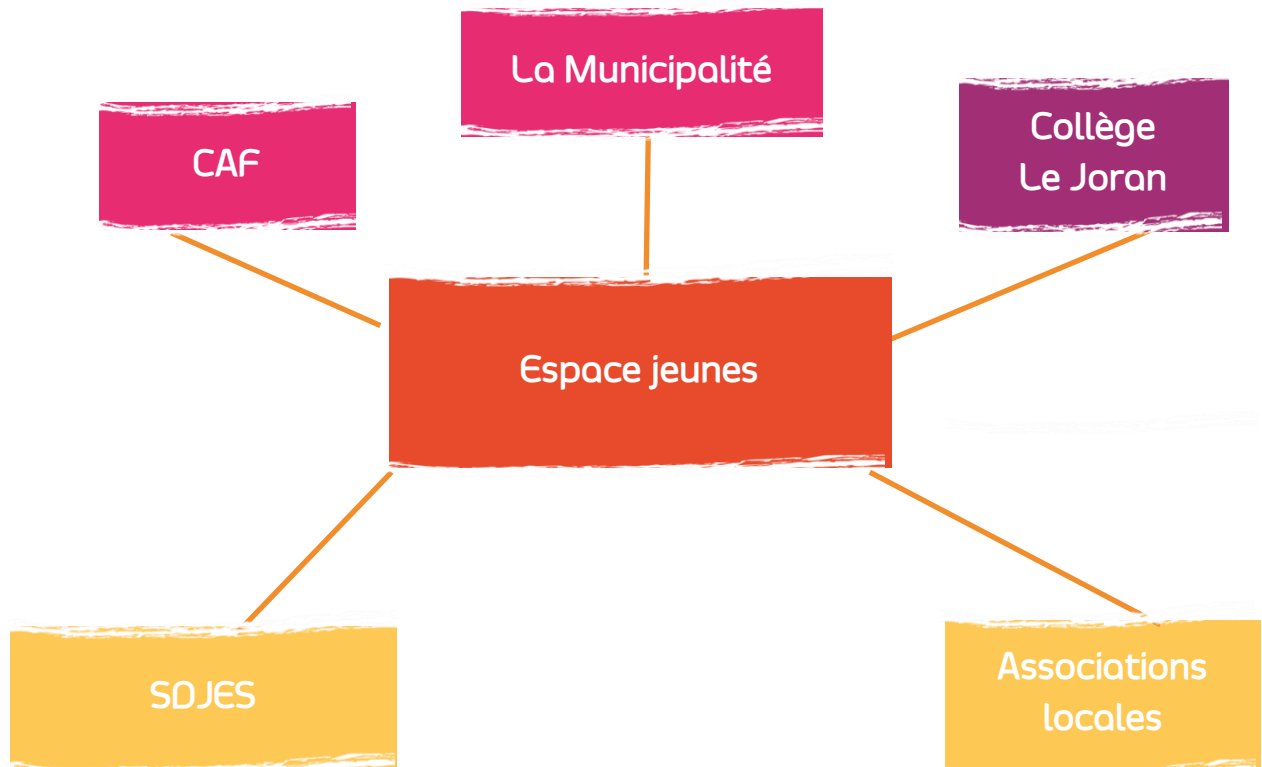 La Municipalité
CAF
Collège
Le Joran
Espace jeunes
SDJES
Associations
locales